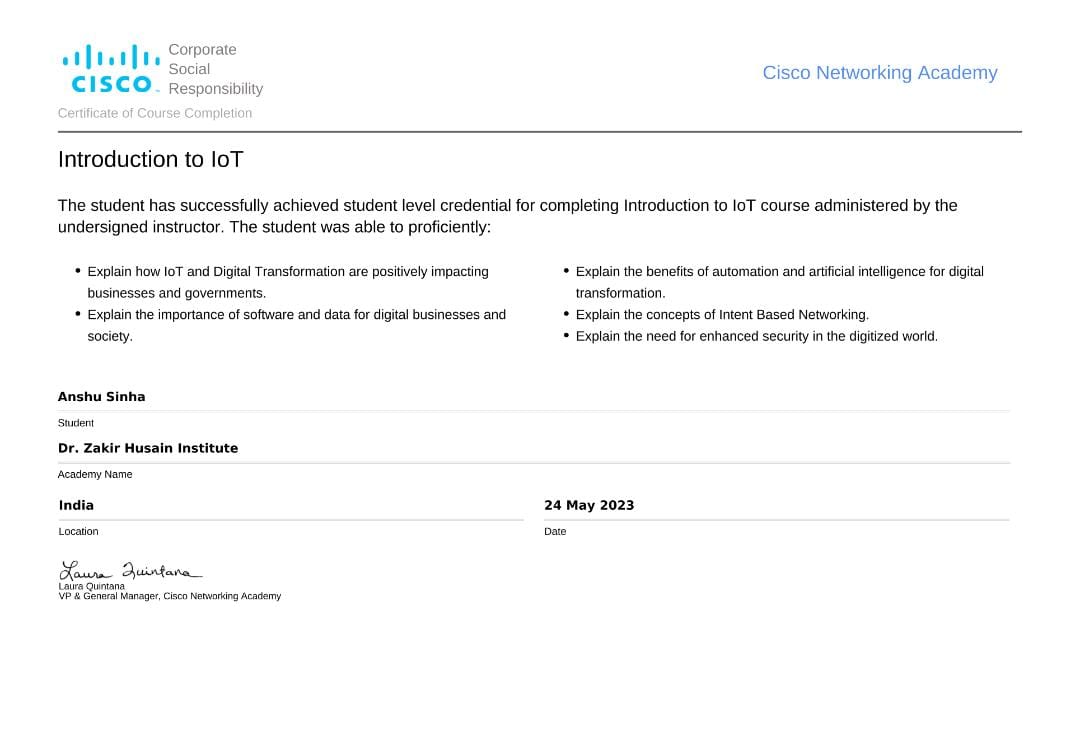 Corporate
Social
Responsibility
CISCO
Cisco Networking Academy
Certificate of Course Completion
Introduction to IoT
The student has successfully achieved student level credential for completing Introduction to IoT course administered by the
undersigned instructor. The student was able to proficiently:
• Explain how IoT and Digital Transformation are positively impacting
businesses and governments.
• Explain the importance of software and data for digital businesses and
society.
• Explain the benefits of automation and artificial intelligence for digital
transformation.
• Explain the concepts of Intent Based Networking.
• Explain the need for enhanced security in the digitized world.
Anshu Sinha
Student
Dr. Zakir Husain Institute
Academy Name
India
Location
24 May 2023
Date
Laura Quintana
Laura Quintana
VP & General Manager, Cisco Networking Academy